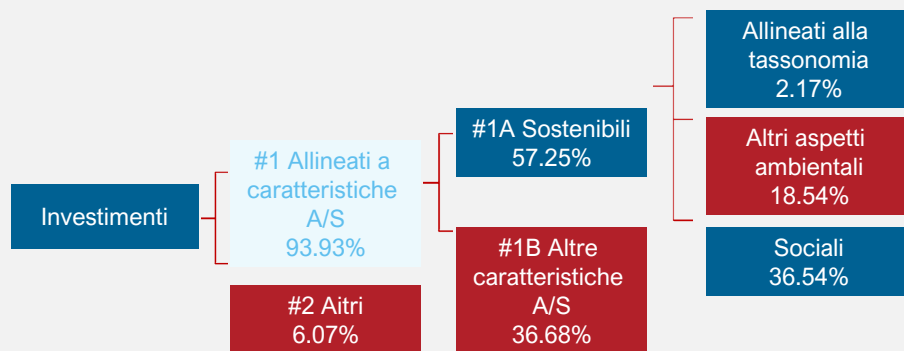 Investimenti
#1 Allineati a
caratteristiche
A/S
93.93%
#2 Aitri
6.07%
#1A Sostenibili
57.25%
#1B Altre
caratteristiche
A/S
36.68%
Allineati alla
tassonomia
2.17%
Altri aspetti
ambientali
18.54%
Sociali
36.54%